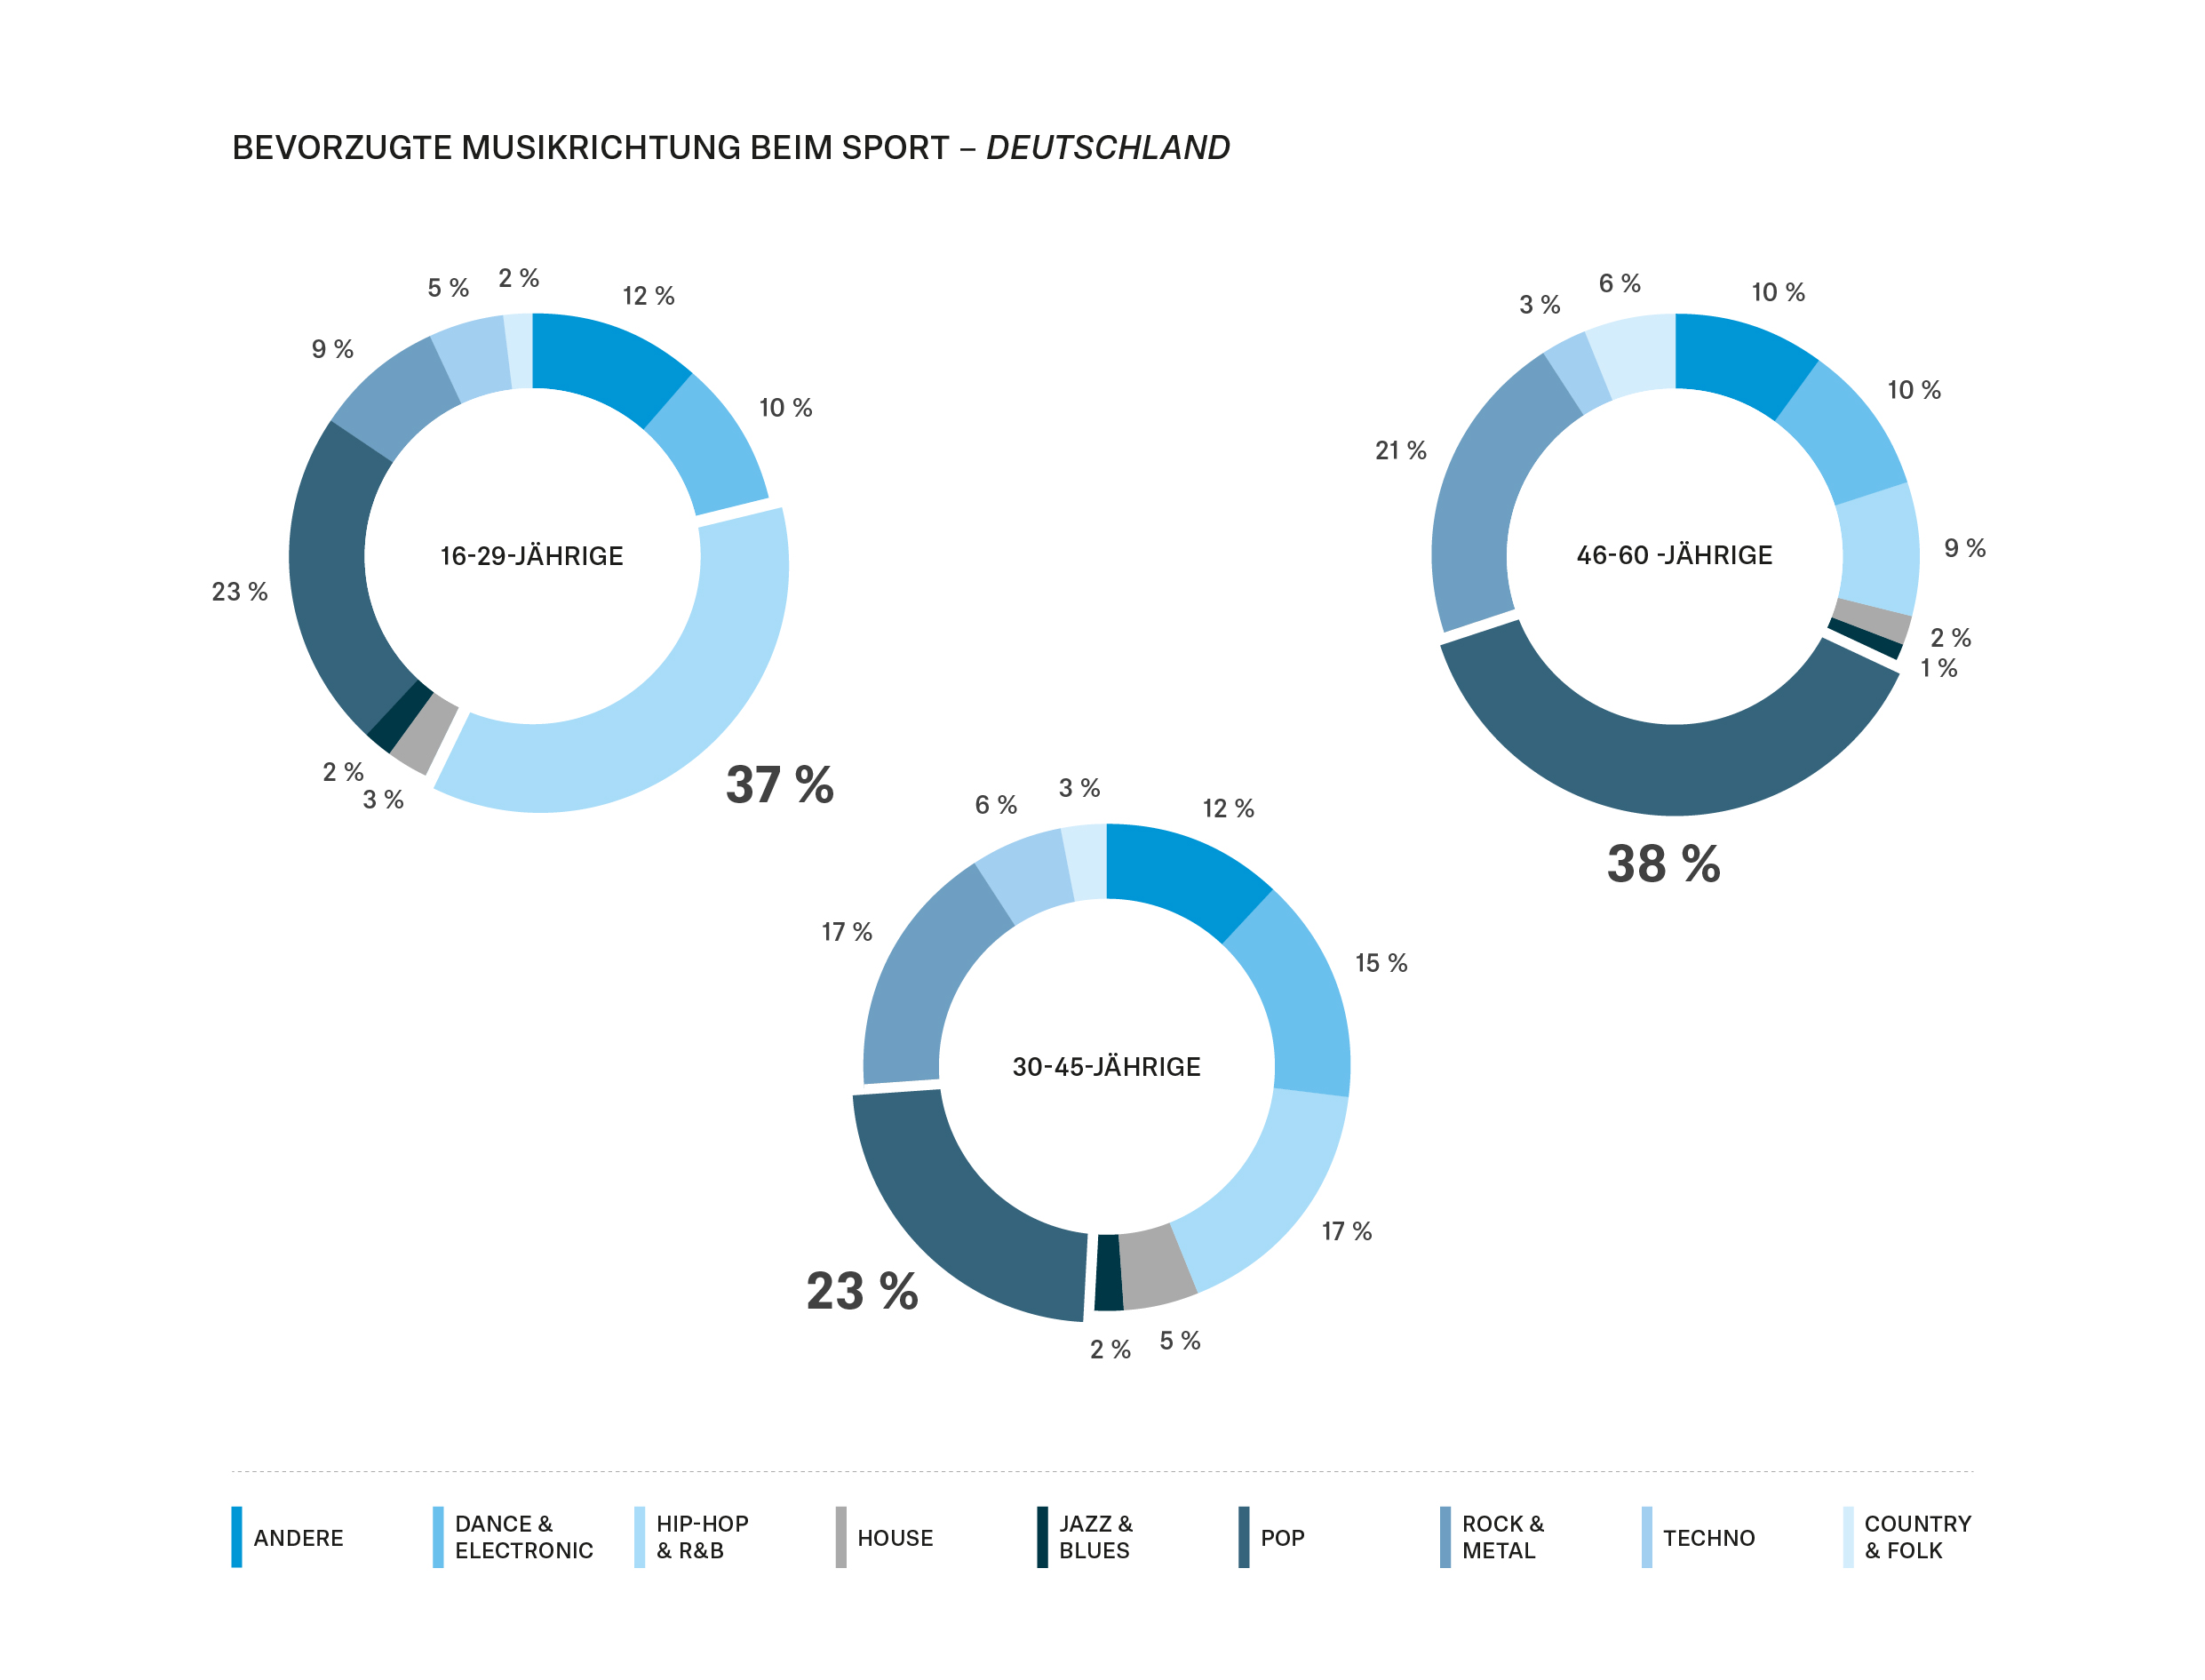 BEVORZUGTE MUSIKRICHTUNG BEIM SPORT – DEUTSCHLAND
5 %
2 %
12 %
9 %
10 %
16-29-JÄHRIGE
23 %
2 %
3 %
37 %
3 %
6 %
10 %
10 %
21 %
46-60 -JÄHRIGE
9 %
2 %
1 %
38 %
6 %
3 %
12 %
17 %
15 %
30-45-JÄHRIGE
17 %
23 %
2 %
5 %
ANDERE
DANCE &
ELECTRONIC
HIP-HOP
& R&B
HOUSE
JAZZ &
BLUES
POP
ROCK &
METAL
TECHNO
COUNTRY
& FOLK